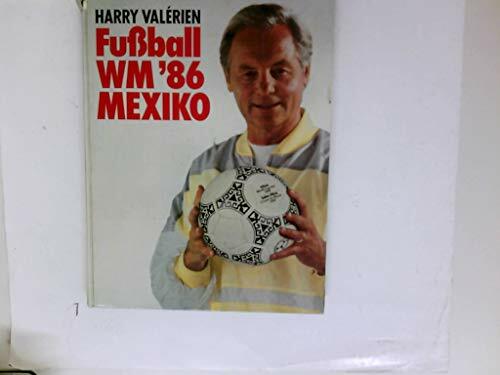 HARRY VALÉRIEN
Fußball
WM '86
MEXIKO